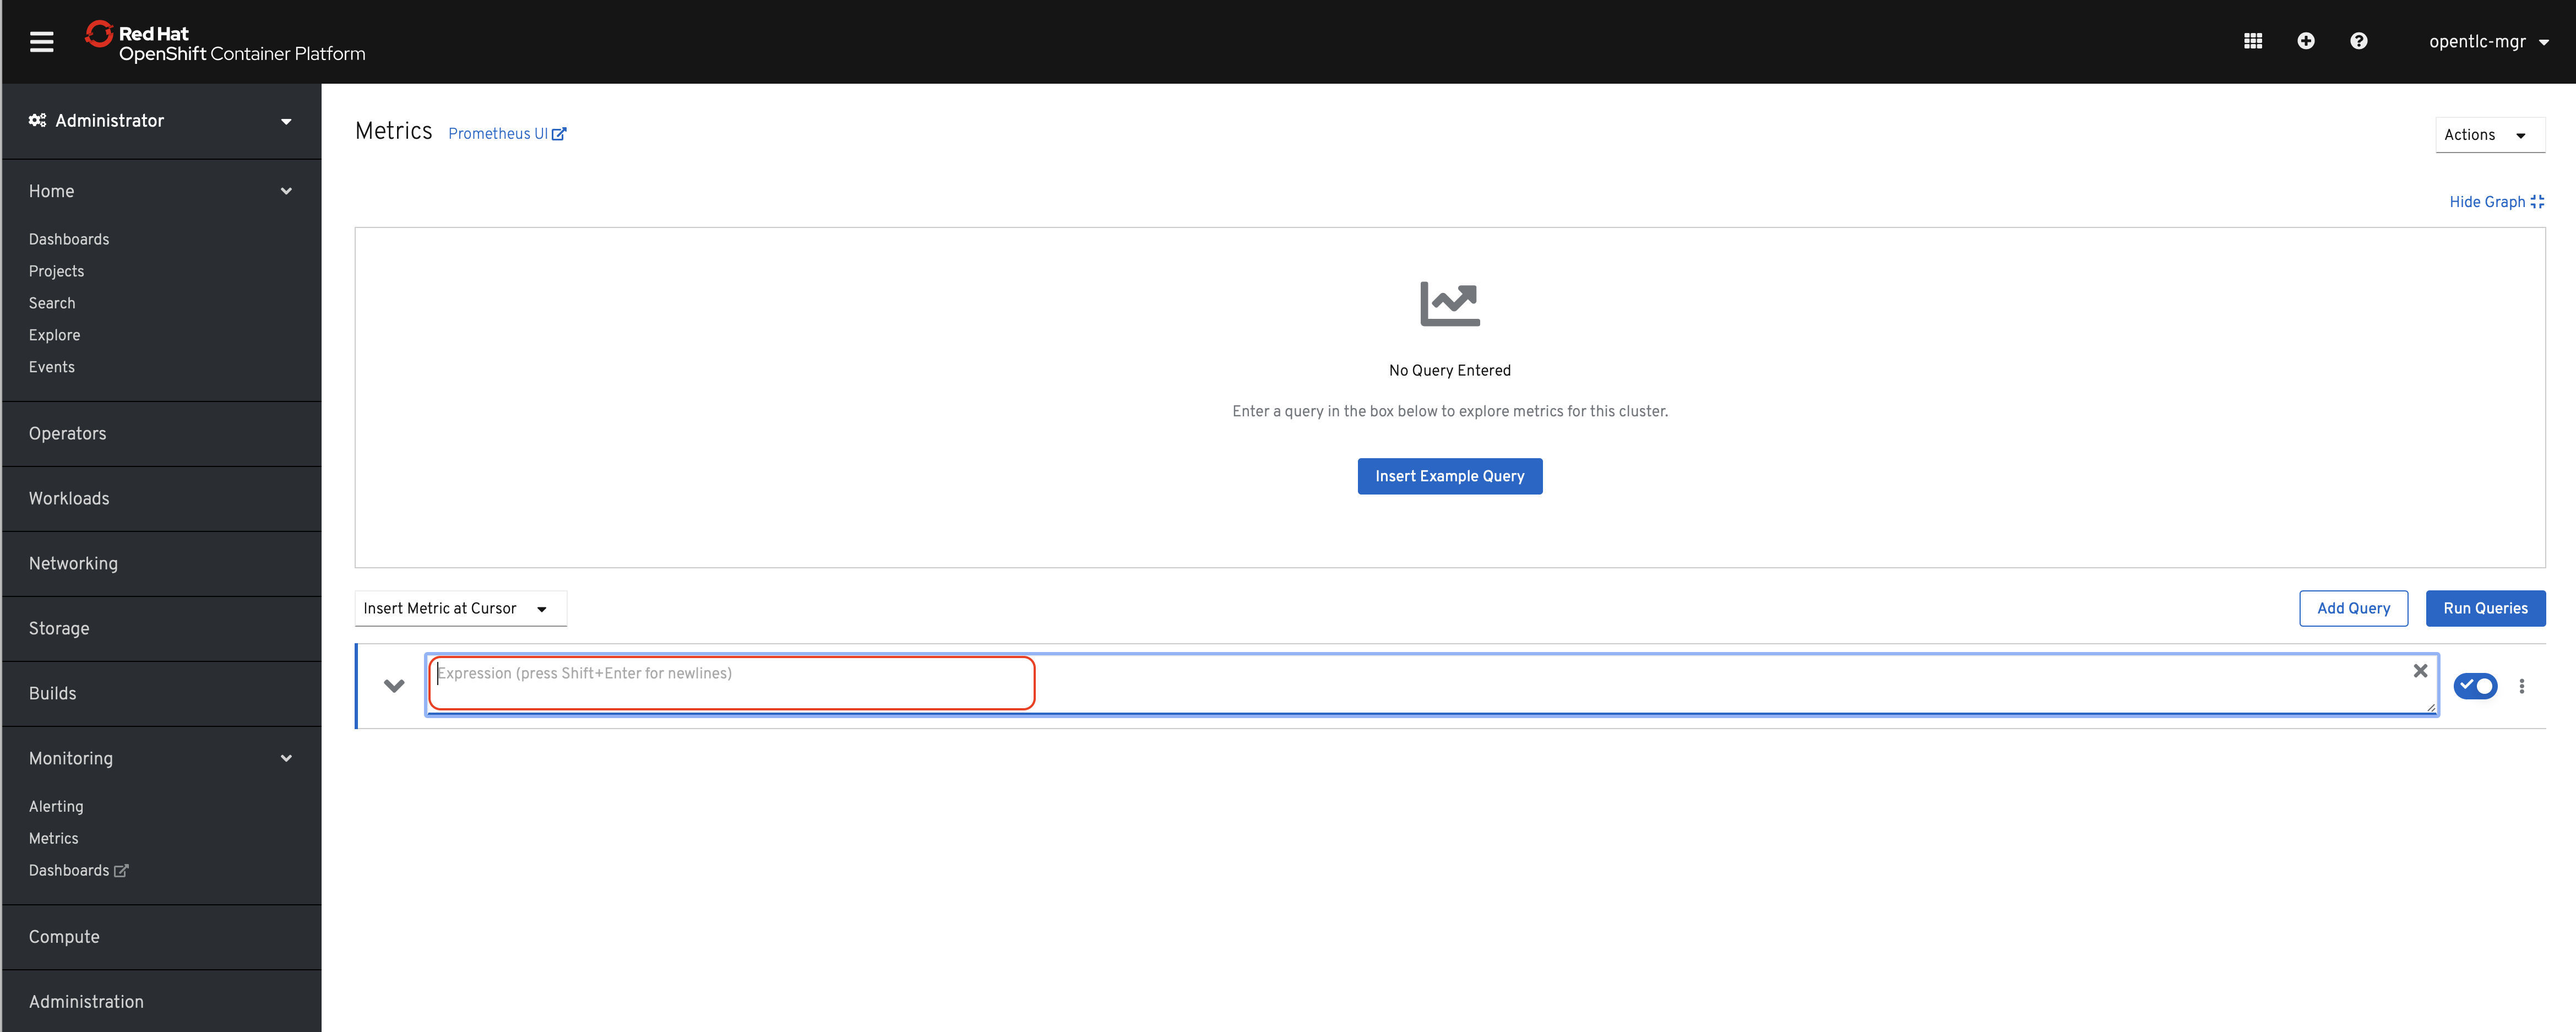 Red Hat
OpenShift Container Platform
opentlc-mgr
Administrator
Home
Dashboards
Projects
Search
Explore
Events
Operators
Workloads
Networking
Storage
Builds
Monitoring
Alerting
Metrics
Dashboards
Compute
Administration
Metrics Prometheus UI
Actions
Hide Graph
No Query Entered
Enter a query in the box below to explore metrics for this cluster.
Insert Example Query
Insert Metric at Cursor
Add Query Run Queries
Expression (press Shift+Enter for newlines)